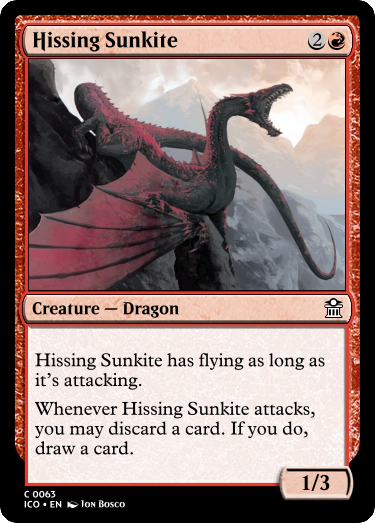 Hissing Sunkite 2
Creature — Dragon
Hissing Sunkite has flying as long as
it's attacking.
Whenever Hissing Sunkite attacks,
you may discard a card. If you do,
draw a card.
1/3
C 0063
ICO • EN Jon Bosco